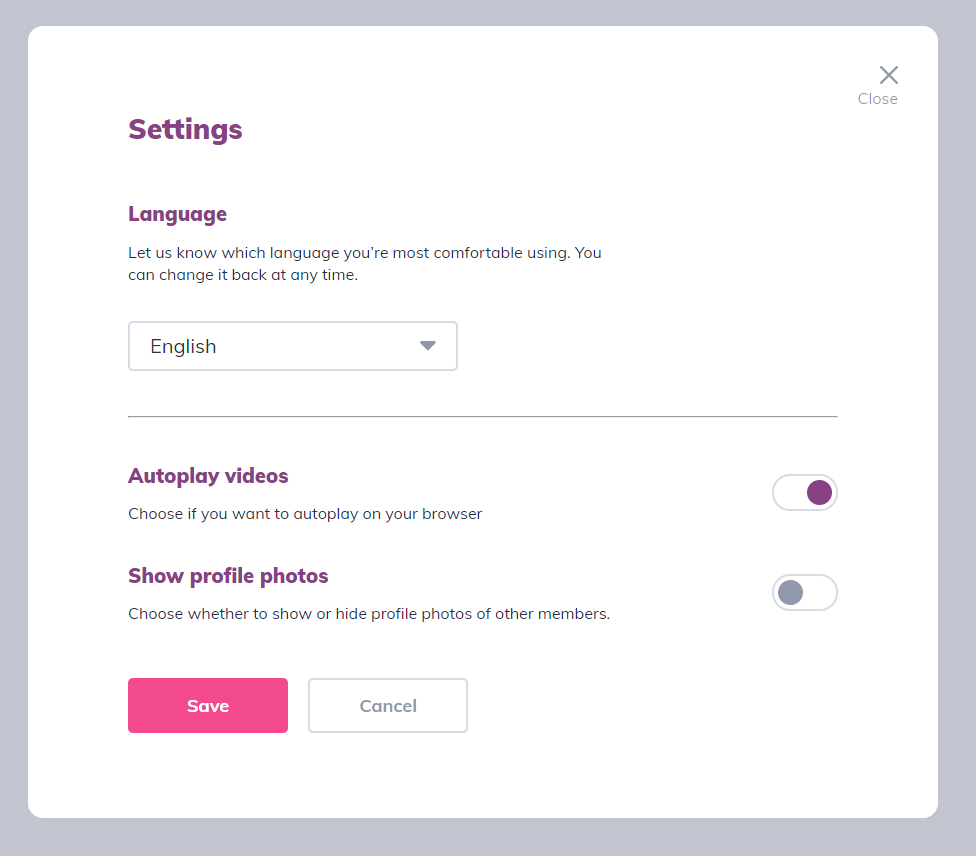 Close
Settings
Language
Let us know which language you’re most comfortable using. You
can change it back at any time.
English
Autoplay videos
Choose if you want to autoplay on your browser
Show profile photos
Choose whether to show or hide profile photos of other members.
Save
Cancel